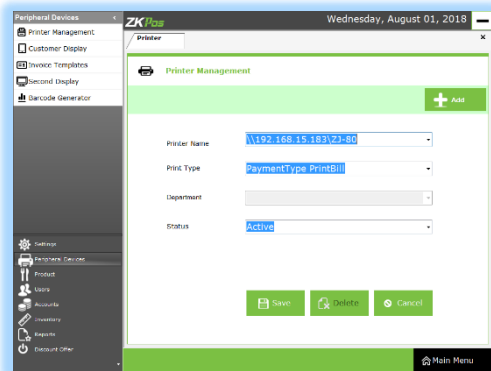 Peripheral Devices
Printer Management
Customer Display
Invoice Templates
Second Display
Barcode Generator
Settings
Peripheral Devices
Product
Users
Accounts
Inventory
Reports
Discount Offer
ZKPos
Wednesday, August 01, 2018
Printer
x
Printer Management
Add
Printer Name
\\192.168.15.183\ZJ-80
Print Type
PaymentType PrintBill
Department
Status
Active
Save
Delete
Cancel
Main Menu